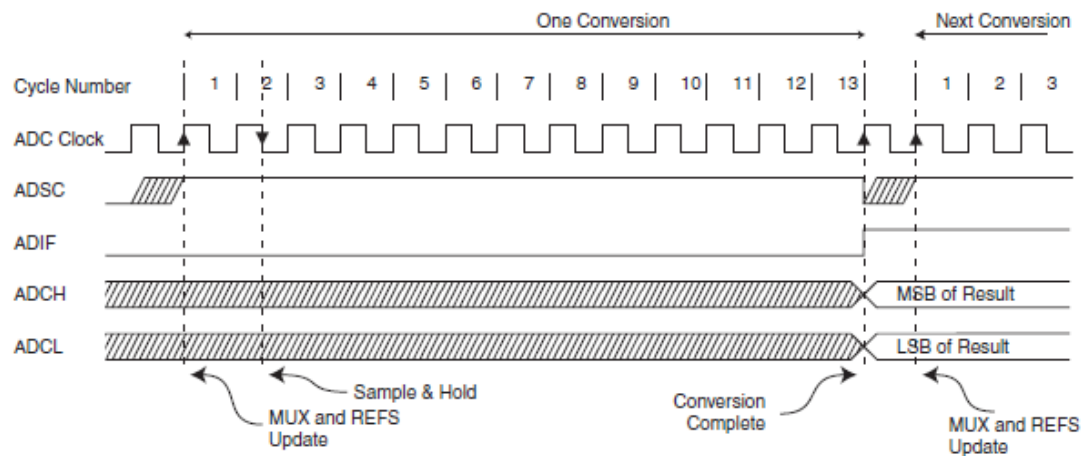 One Conversion
Next Conversion
Cycle Number 1 2 3 4 5 6 7 8 9 10 11 12 13 1 2 3
ADC Clock
ADSC
ADIF
ADCH
MSB of Result
ADCL
LSB of Result
Sample & Hold
MUX and REFS
Update
Conversion
Complete
MUX and REFS
Update